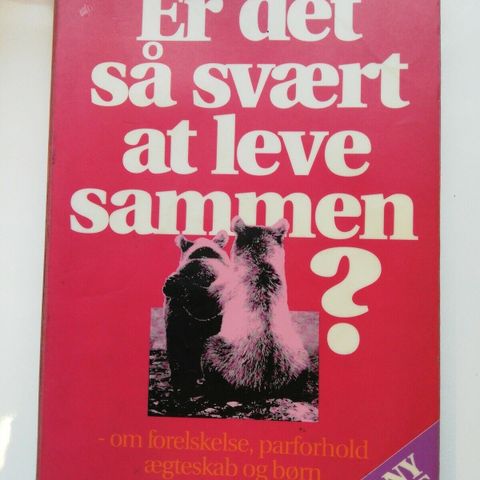 Er det
så svært
at leve
sammen
?
- om forelskelse, parforhold
ægteskab og børn
NY